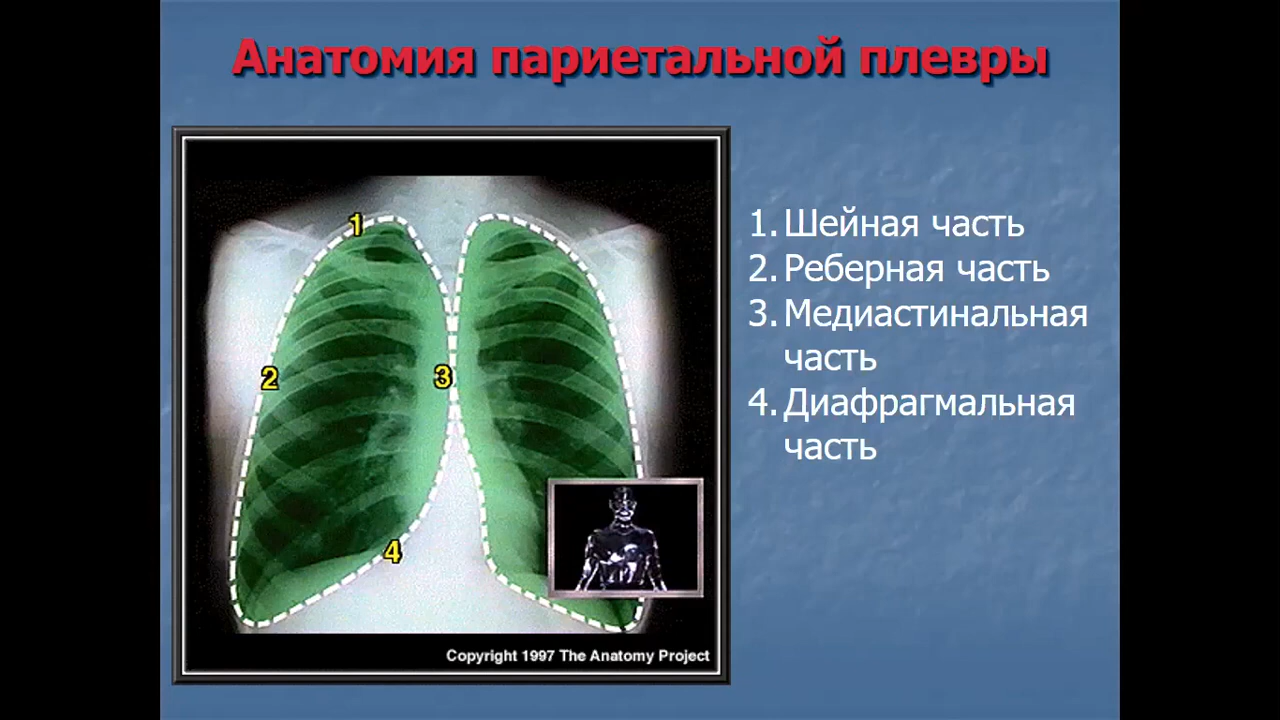 Анатомия париетальной плевры
1
2
3
4
Copyright 1997 The Anatomy Project
1. Шейная часть
2. Реберная часть
3. Медиастинальная
часть
4. Диафрагмальная
часть